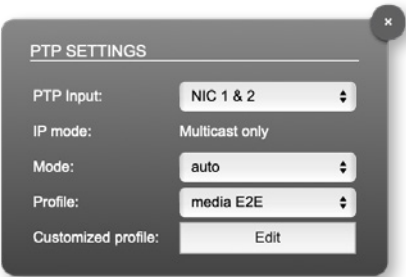 ×
PTP SETTINGS
PTP Input: NIC 1 & 2
IP mode: Multicast only
Mode: auto
Profile: media E2E
Customized profile: Edit